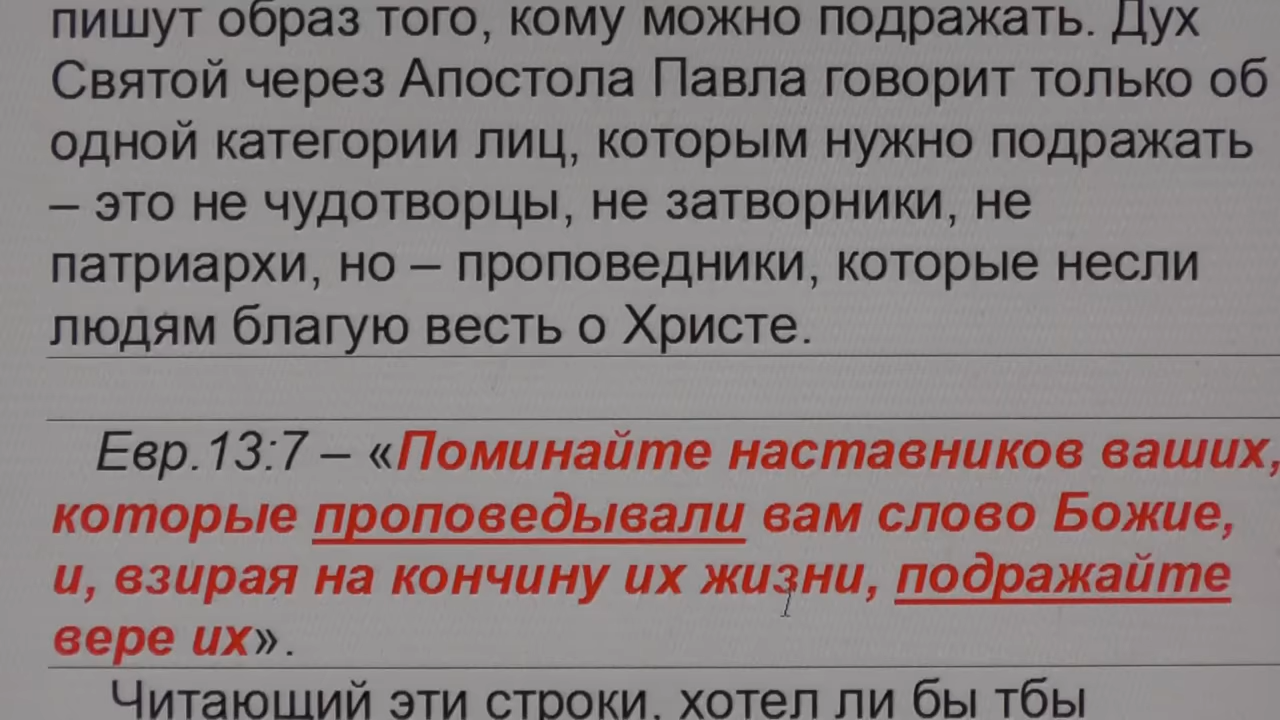 пишут образ того, кому можно подражать. Дух
Святой через Апостола Павла говорит только об
одной категории лиц, которым нужно подражать
– это не чудотворцы, не затворники, не
патриархи, но – проповедники, которые несли
людям благую весть о Христе.
Евр.13:7 – «Поминайте наставников ваших,
которые проповедывали вам слово Божие,
и, взирая на кончину их жизни, подражайте
вере их».
Читающий эти строки, хотел ли бы тбы